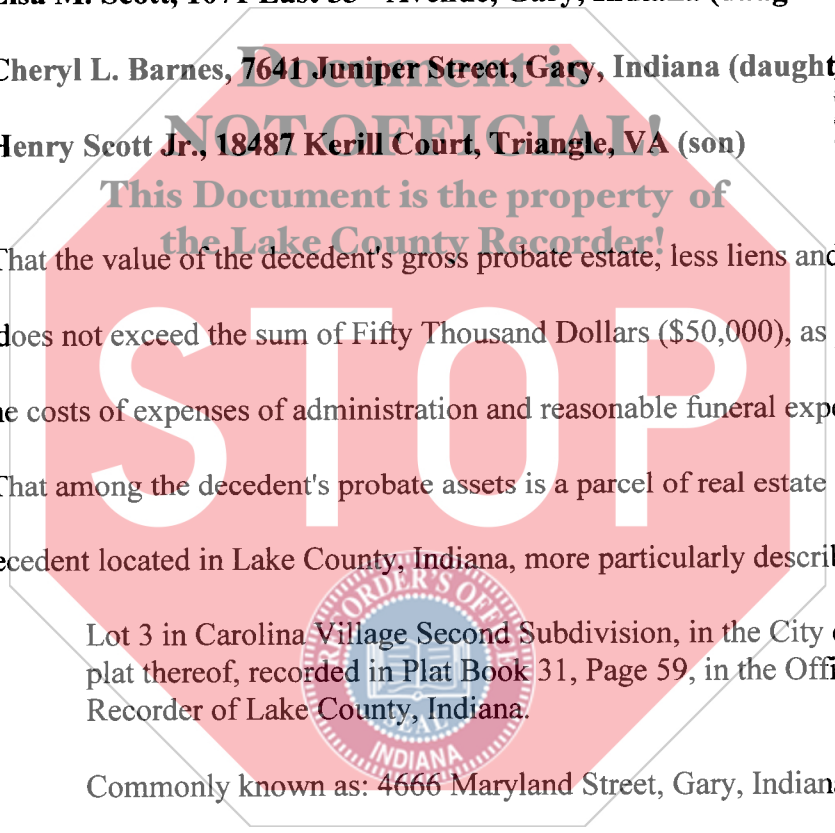 Cheryl L. Barnes, 7641 Juniper Street, Gary, Indiana (daught
Document is
NOT OFFICIAL!
Henry Scott Jr., 18487 Kerill Court, Triangle, VA (son)
This Document is the property of
the Lake County Recorder!
That the value of the decedent's gross probate estate, less liens and
does not exceed the sum of Fifty Thousand Dollars ($50,000), as
STOP
he costs of expenses of administration and reasonable funeral expe
That among the decedent's probate assets is a parcel of real estate
ecedent located in Lake County, Indiana, more particularly describ
RECORDER'S OFFI
Lot 3 in Carolina Village Second Subdivision, in the City
plat thereof, recorded in Plat Book 31, Page 59, in the Offi
Recorder of Lake County, Indiana.
SEAL
INDIANA
Commonly known as: 4666 Maryland Street, Gary, Indiana